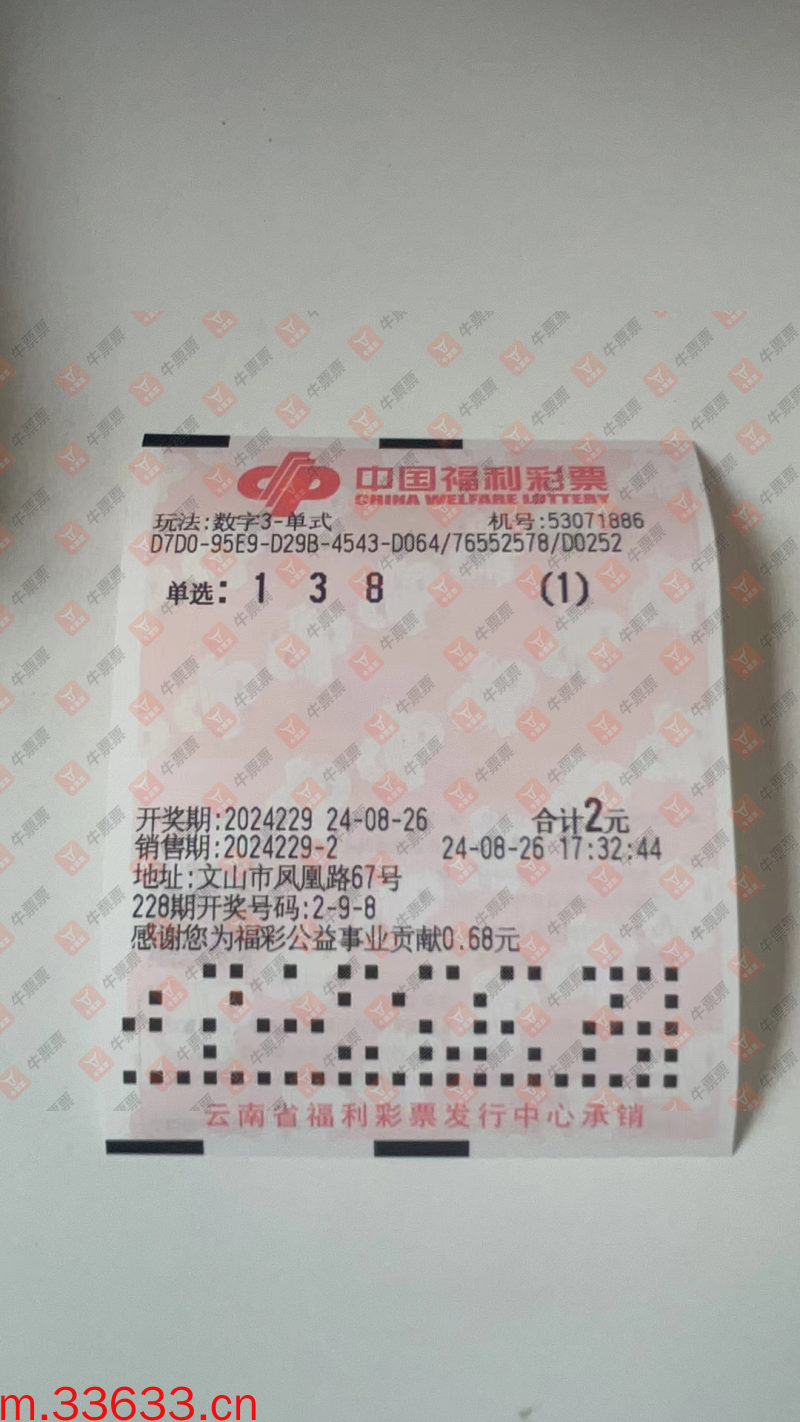 中国福利彩票
CHINA WELFARE LOTTERY
玩法:数字3-单式 机号:53071886
D7D0-95E9-D29B-4543-D064/76552578/D0252
单选: 1 3 8 (1)
开奖期:2024229 24-08-26 合计2元
销售期:2024229-2 24-08-26 17:32:44
地址:文山市凤凰路67号
228期开奖号码:2-9-8
感谢您为福彩公益事业贡献0.68元
云南省福利彩票发行中心承销
牛票票
m.33633.cn